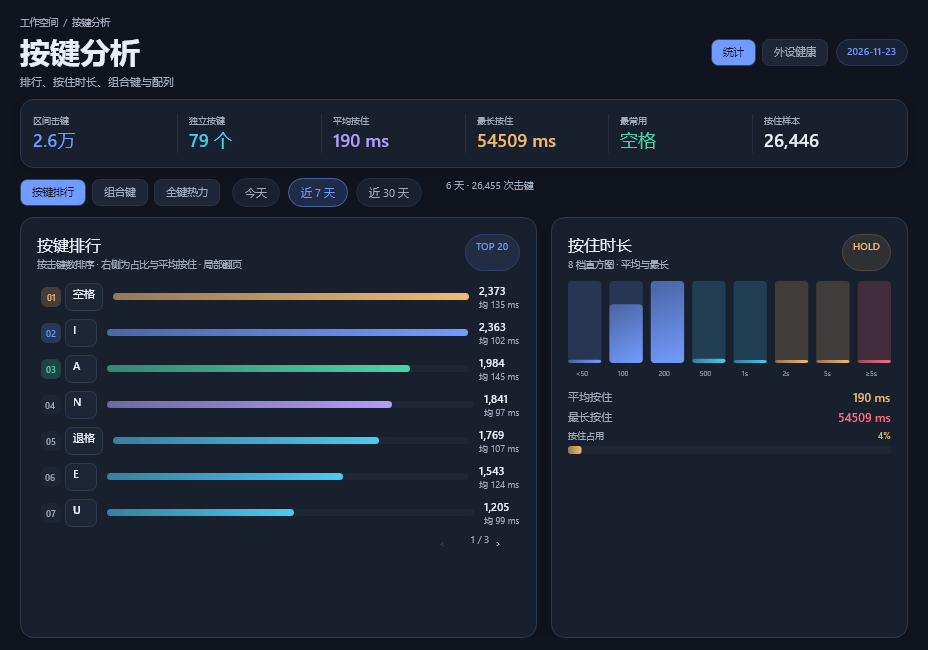 工作空间 / 按键分析
按键分析
排行、按住时长、组合键与配列
统计
外设健康
2026-11-23
区间击键
2.6万
独立按键
79 个
平均按住
190 ms
最长按住
54509 ms
最常用
空格
按住样本
26,446
按键排行
组合键
全键热力
今天
近 7 天
近 30 天
6 天 · 26,455 次击键
按键排行
按击键数排序 · 右侧为占比与平均按住 · 局部翻页
TOP 20
01 空格 2,373
均 135 ms
02 I 2,363
均 102 ms
03 A 1,984
均 145 ms
04 N 1,841
均 97 ms
05 退格 1,769
均 107 ms
06 E 1,543
均 124 ms
07 U 1,205
均 99 ms
‹ 1 / 3 ›
按住时长
8 档直方图 · 平均与最长
HOLD
<50 100 200 500 1s 2s 5s ≥5s
平均按住 190 ms
最长按住 54509 ms
按住占用 4%